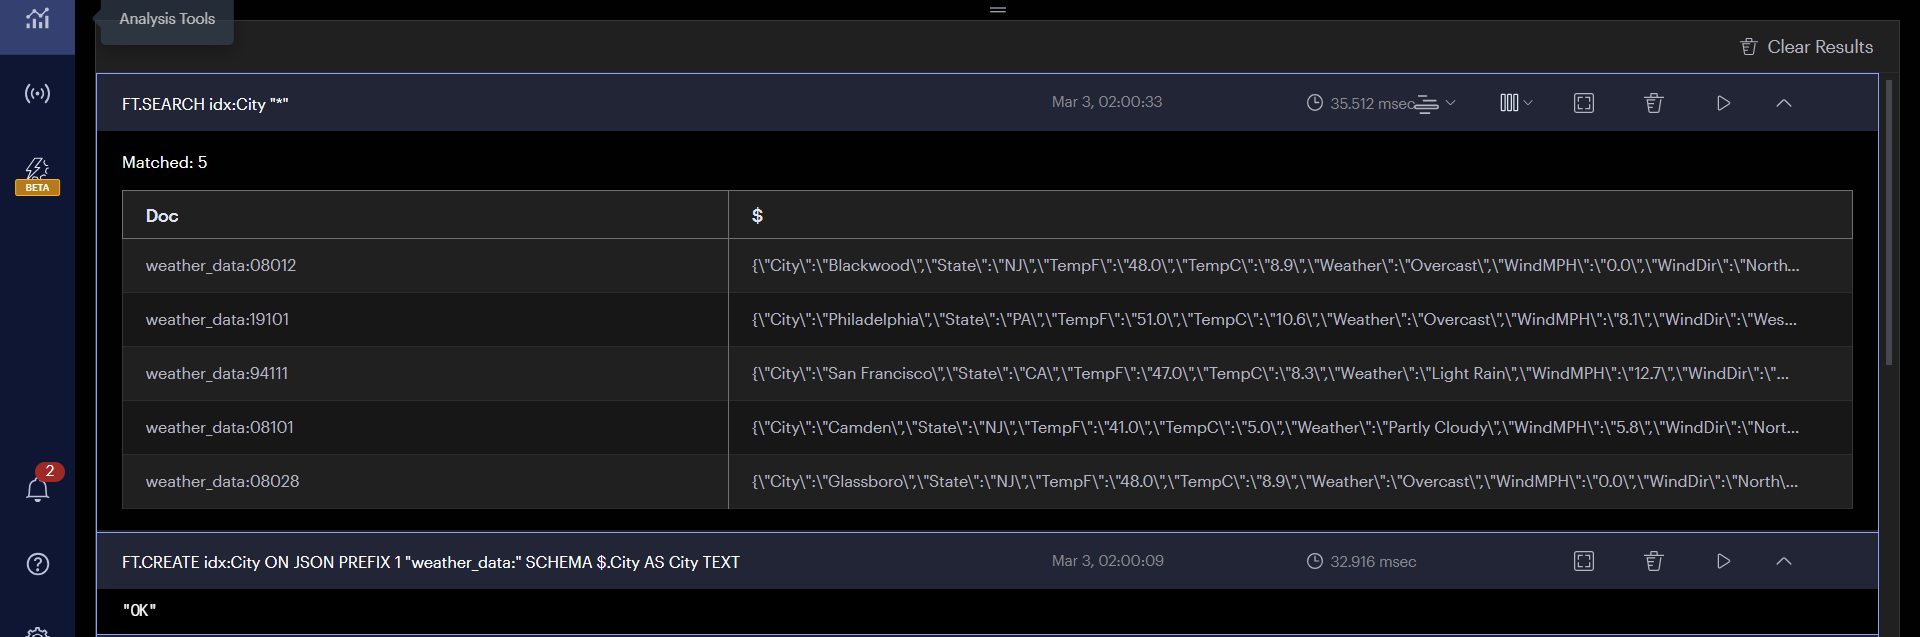 Analysis Tools
Clear Results
FT.SEARCH idx:City "*" Mar 3, 02:00:33 35.512 msec
BETA
Matched: 5
Doc $
weather_data:08012 {\"City\":\"Blackwood\",\"State\":\"NJ\",\"TempF\":\"48.0\",\"TempC\":\"8.9\",\"Weather\":\"Overcast\",\"WindMPH\":\"0.0\",\"WindDir\":\"North...
weather_data:19101 {\"City\":\"Philadelphia\",\"State\":\"PA\",\"TempF\":\"51.0\",\"TempC\":\"10.6\",\"Weather\":\"Overcast\",\"WindMPH\":\"8.1\",\"WindDir\":\"Wes...
weather_data:94111 {\"City\":\"San Francisco\",\"State\":\"CA\",\"TempF\":\"47.0\",\"TempC\":\"8.3\",\"Weather\":\"Light Rain\",\"WindMPH\":\"12.7\",\"WindDir\":\"...
weather_data:08101 {\"City\":\"Camden\",\"State\":\"NJ\",\"TempF\":\"41.0\",\"TempC\":\"5.0\",\"Weather\":\"Partly Cloudy\",\"WindMPH\":\"5.8\",\"WindDir\":\"Nort...
weather_data:08028 {\"City\":\"Glassboro\",\"State\":\"NJ\",\"TempF\":\"48.0\",\"TempC\":\"8.9\",\"Weather\":\"Overcast\",\"WindMPH\":\"0.0\",\"WindDir\":\"North\...
2
FT.CREATE idx:City ON JSON PREFIX 1 "weather_data:" SCHEMA $.City AS City TEXT Mar 3, 02:00:09 32.916 msec
"OK"